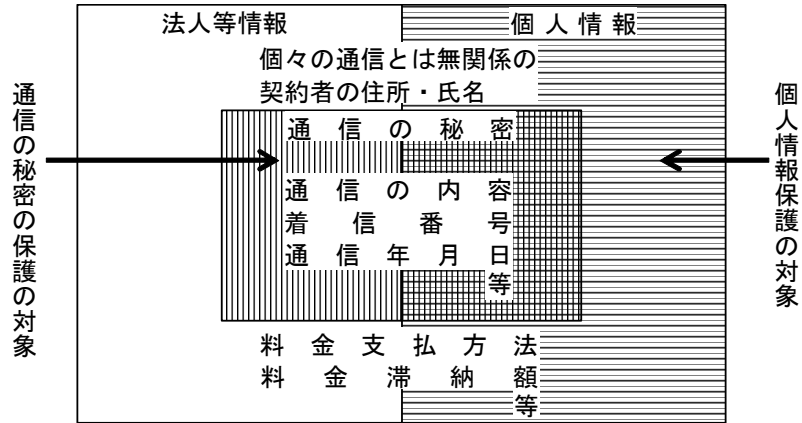 法人等情報
個人情報
個々の通信とは無関係の
契約者の住所・氏名
通信の秘密の保護の対象
通信の秘密
通信の内容
着信番号
通信年月日
等
個人情報保護の対象
料金支払方法
料金滞納額
等